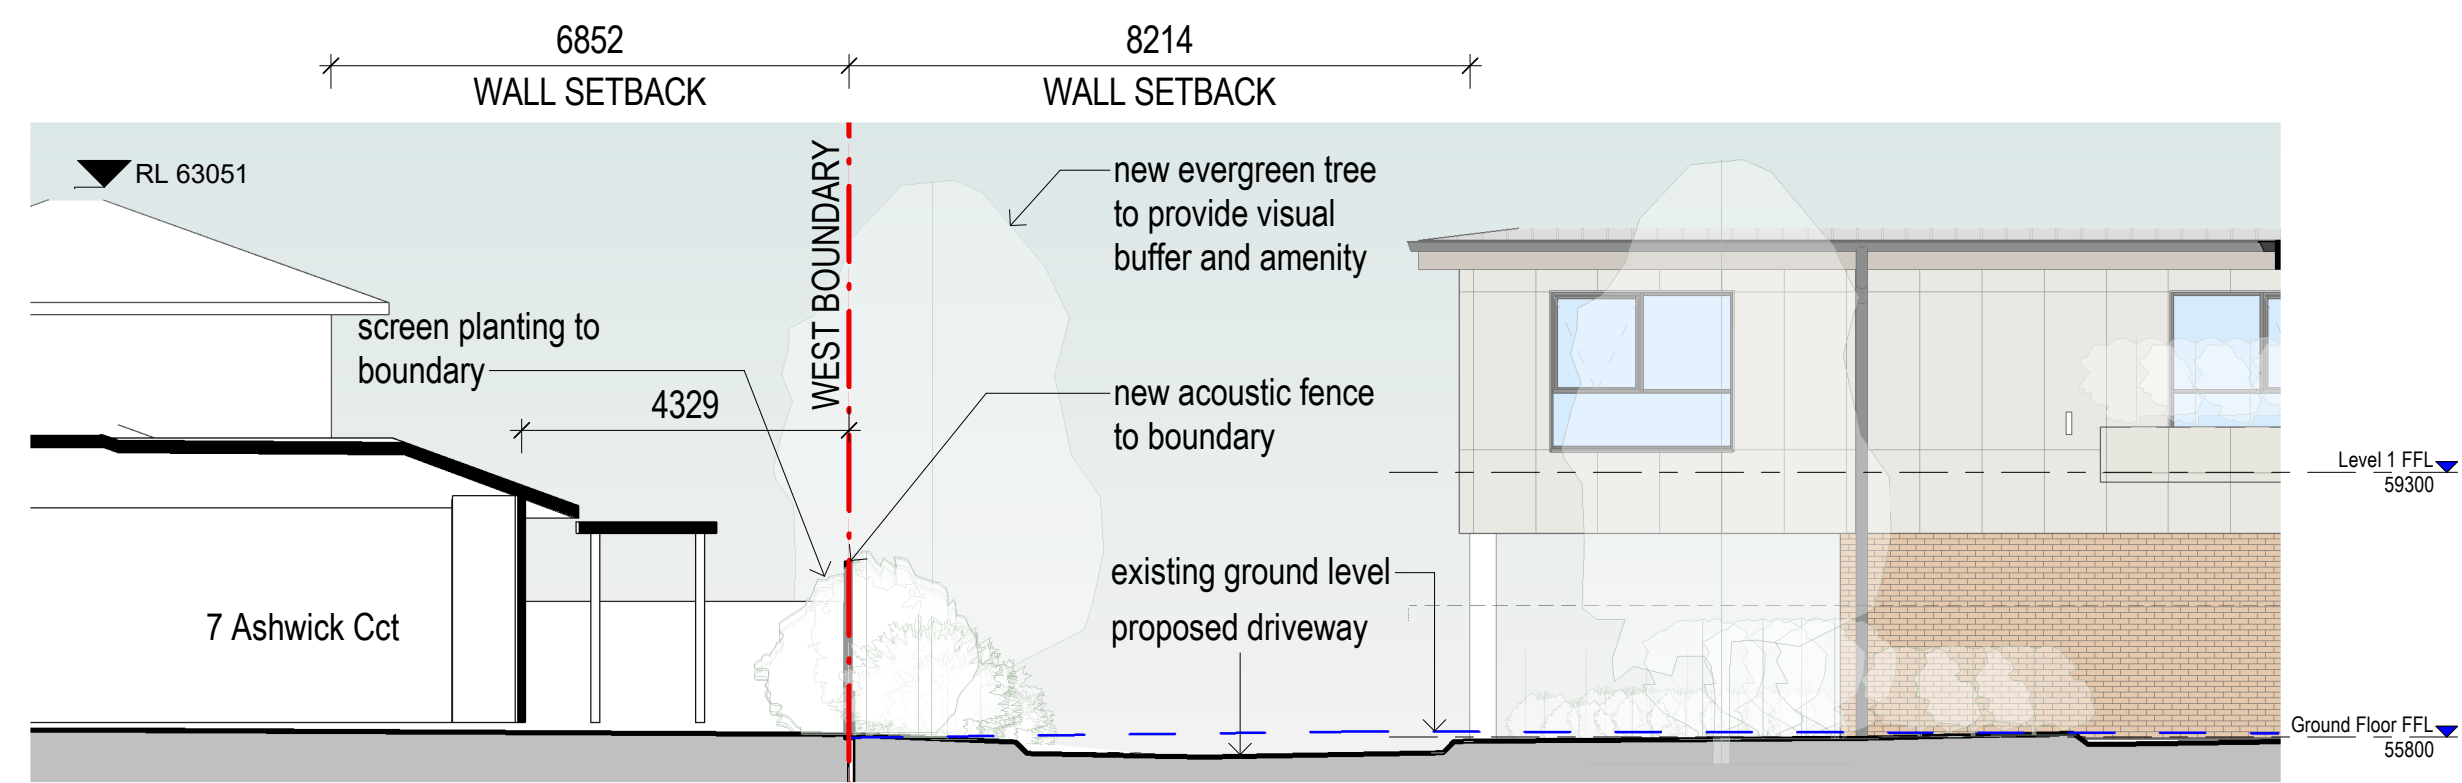 6852
WALL SETBACK
8214
WALL SETBACK
RL 63051
WEST BOUNDARY
new evergreen tree
to provide visual
buffer and amenity
screen planting to
boundary
4329
new acoustic fence
to boundary
Level 1 FFL
59300
existing ground level
proposed driveway
7 Ashwick Cct
Ground Floor FFL
55800